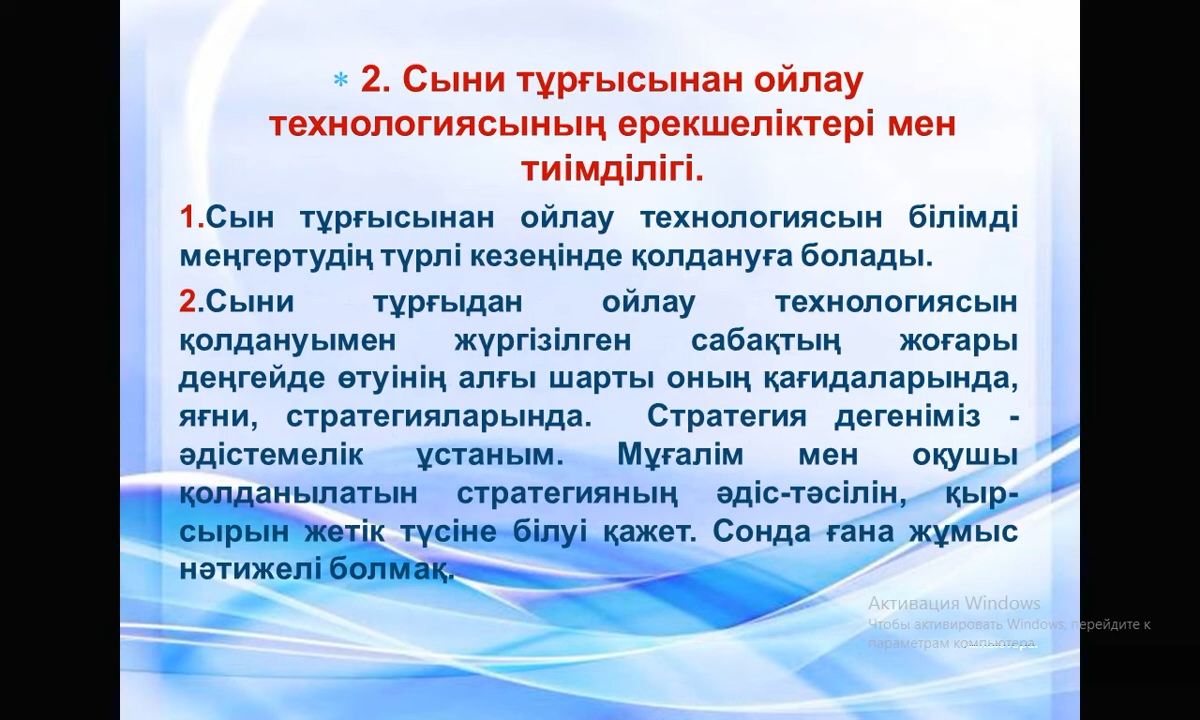 * 2. Сыни тұрғысынан ойлау
технологиясының ерекшеліктері мен
тиімділігі.
1.Сын тұрғысынан ойлау технологиясын білімді
меңгертудің түрлі кезеңінде қолдануға болады.
2.Сыни тұрғыдан ойлау технологиясын
қолдануымен жүргізілген сабақтың жоғары
деңгейде өтуінің алғы шарты оның қағидаларында,
яғни, стратегияларында. Стратегия дегеніміз -
әдістемелік ұстаным. Мұғалім мен оқушы
қолданылатын стратегияның әдіс-тәсілін, қыр-
сырын жетік түсіне білуі қажет. Сонда ғана жұмыс
нәтижелі болмақ.
Активация Windows
Чтобы активировать Windows, перейдите к
параметрам компьютера.